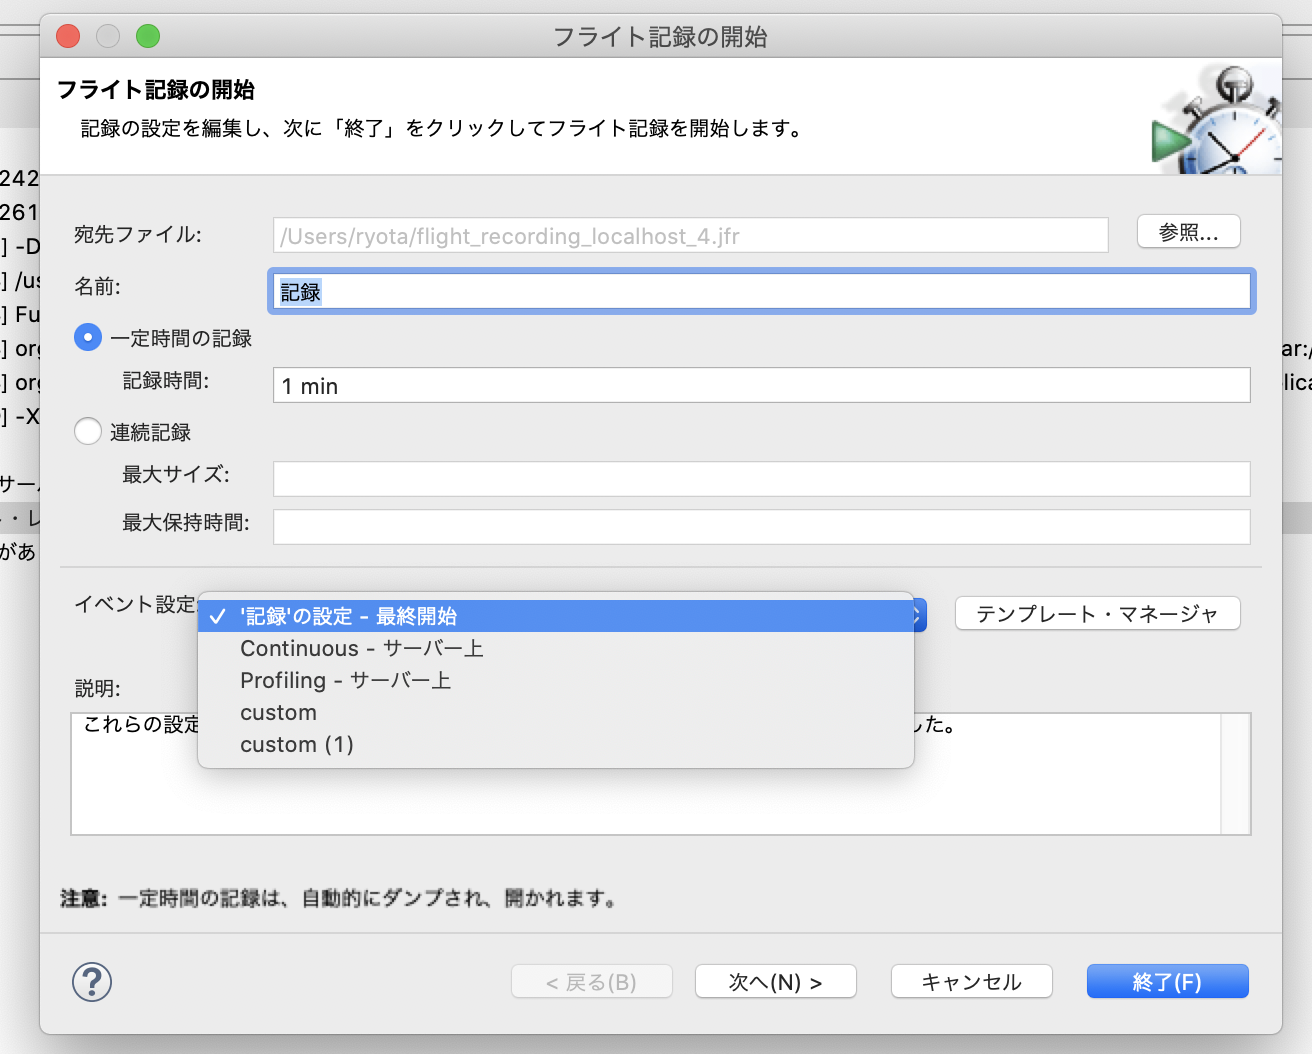 フライト記録の開始
フライト記録の開始
記録の設定を編集し、次に「終了」をクリックしてフライト記録を開始します。
242
261
] -D
] /us
] Fu
] org
ar:/
] org
lica
] -X
宛先ファイル:
/Users/ryota/flight_recording_localhost_4.jfr
参照...
名前:
記録
一定時間の記録
記録時間:
1 min
連続記録
最大サイズ:
最大保持時間:
サー
・レ
があ
イベント設定:
✓ '記録'の設定 - 最終開始
Continuous - サーバー上
Profiling - サーバー上
custom
custom (1)
テンプレート・マネージャ
説明:
これらの設定
した。
注意: 一定時間の記録は、自動的にダンプされ、開かれます。
?
< 戻る(B)
次へ(N) >
キャンセル
終了(F)